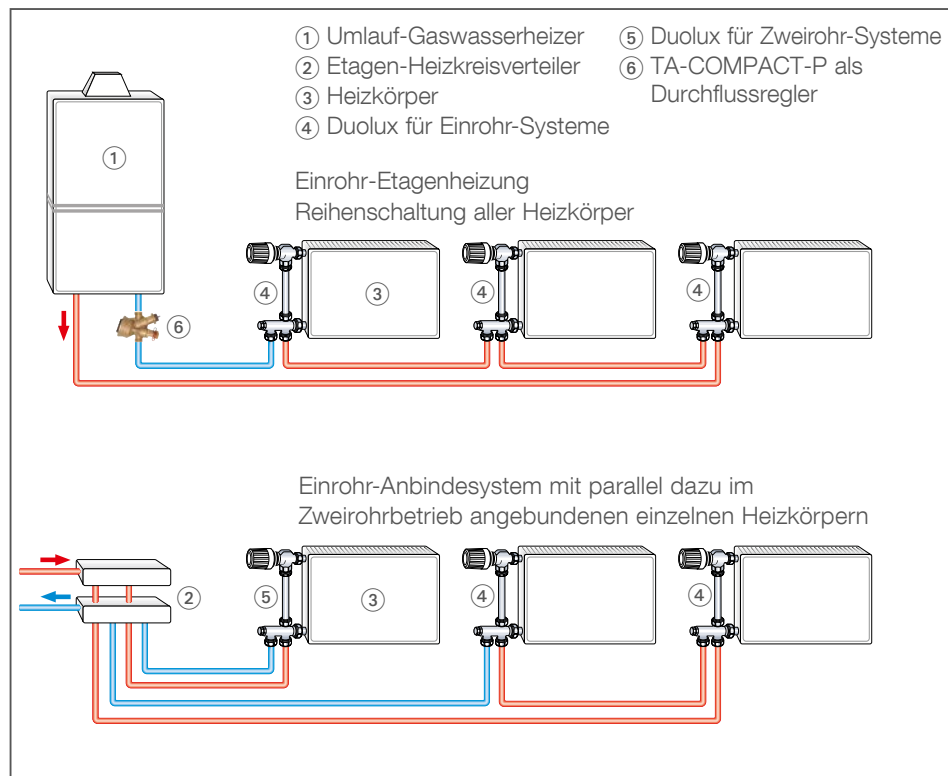 ① Umlauf-Gaswasserheizer
② Etagen-Heizkreisverteiler
③ Heizkörper
④ Duolux für Einrohr-Systeme
⑤ Duolux für Zweirohr-Systeme
⑥ TA-COMPACT-P als
Durchflussregler
Einrohr-Etagenheizung
Reihenschaltung aller Heizkörper
①
④ ③ ④ ④
⑥
Einrohr-Anbindesystem mit parallel dazu im
Zweirohrbetrieb angebundenen einzelnen Heizkörpern
② ⑤ ③ ④ ④